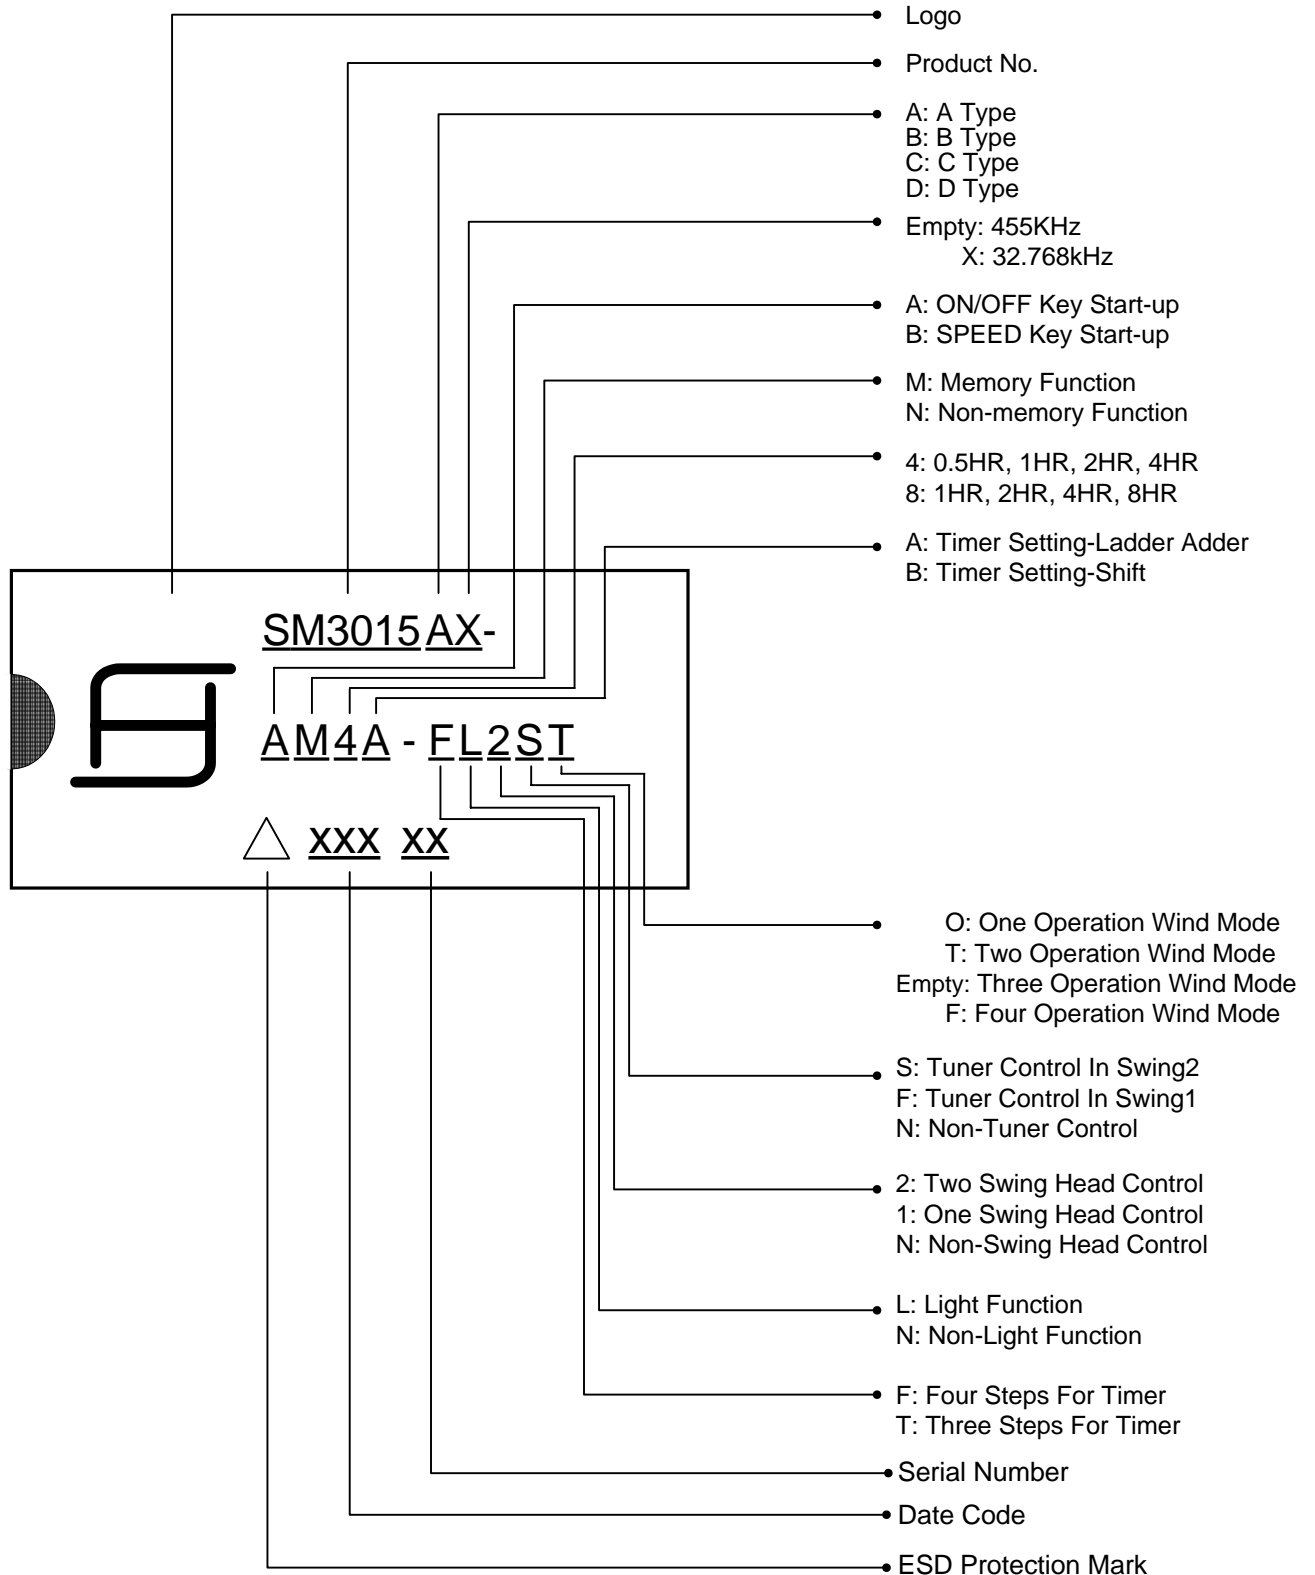 Logo
Product No.
A: A Type
B: B Type
C: C Type
D: D Type
Empty: 455KHz
X: 32.768kHz
A: ON/OFF Key Start-up
B: SPEED Key Start-up
M: Memory Function
N: Non-memory Function
4: 0.5HR, 1HR, 2HR, 4HR
8: 1HR, 2HR, 4HR, 8HR
A: Timer Setting-Ladder Adder
B: Timer Setting-Shift
SM3015AX-
AM4A - FL2ST
xxx xx
O: One Operation Wind Mode
T: Two Operation Wind Mode
Empty: Three Operation Wind Mode
F: Four Operation Wind Mode
S: Tuner Control In Swing2
F: Tuner Control In Swing1
N: Non-Tuner Control
2: Two Swing Head Control
1: One Swing Head Control
N: Non-Swing Head Control
L: Light Function
N: Non-Light Function
F: Four Steps For Timer
T: Three Steps For Timer
Serial Number
Date Code
ESD Protection Mark